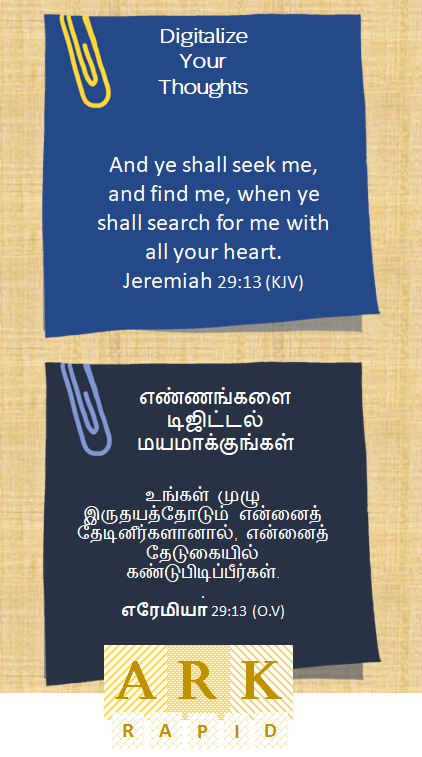 Digitalize
Your
Thoughts
And ye shall seek me,
and find me, when ye
shall search for me with
all your heart.
Jeremiah 29:13 (KJV)
எண்ணங்களை
டிஜிட்டல்
மயமாக்குங்கள்
உங்கள் முழு
இருதயத்தோடும் என்னைத்
தேடினீர்களானால், என்னைத்
தேடுகையில்
கண்டுபிடிப்பீர்கள்.
.
எரேமியா 29:13 (O.V)
ARK
RAPID